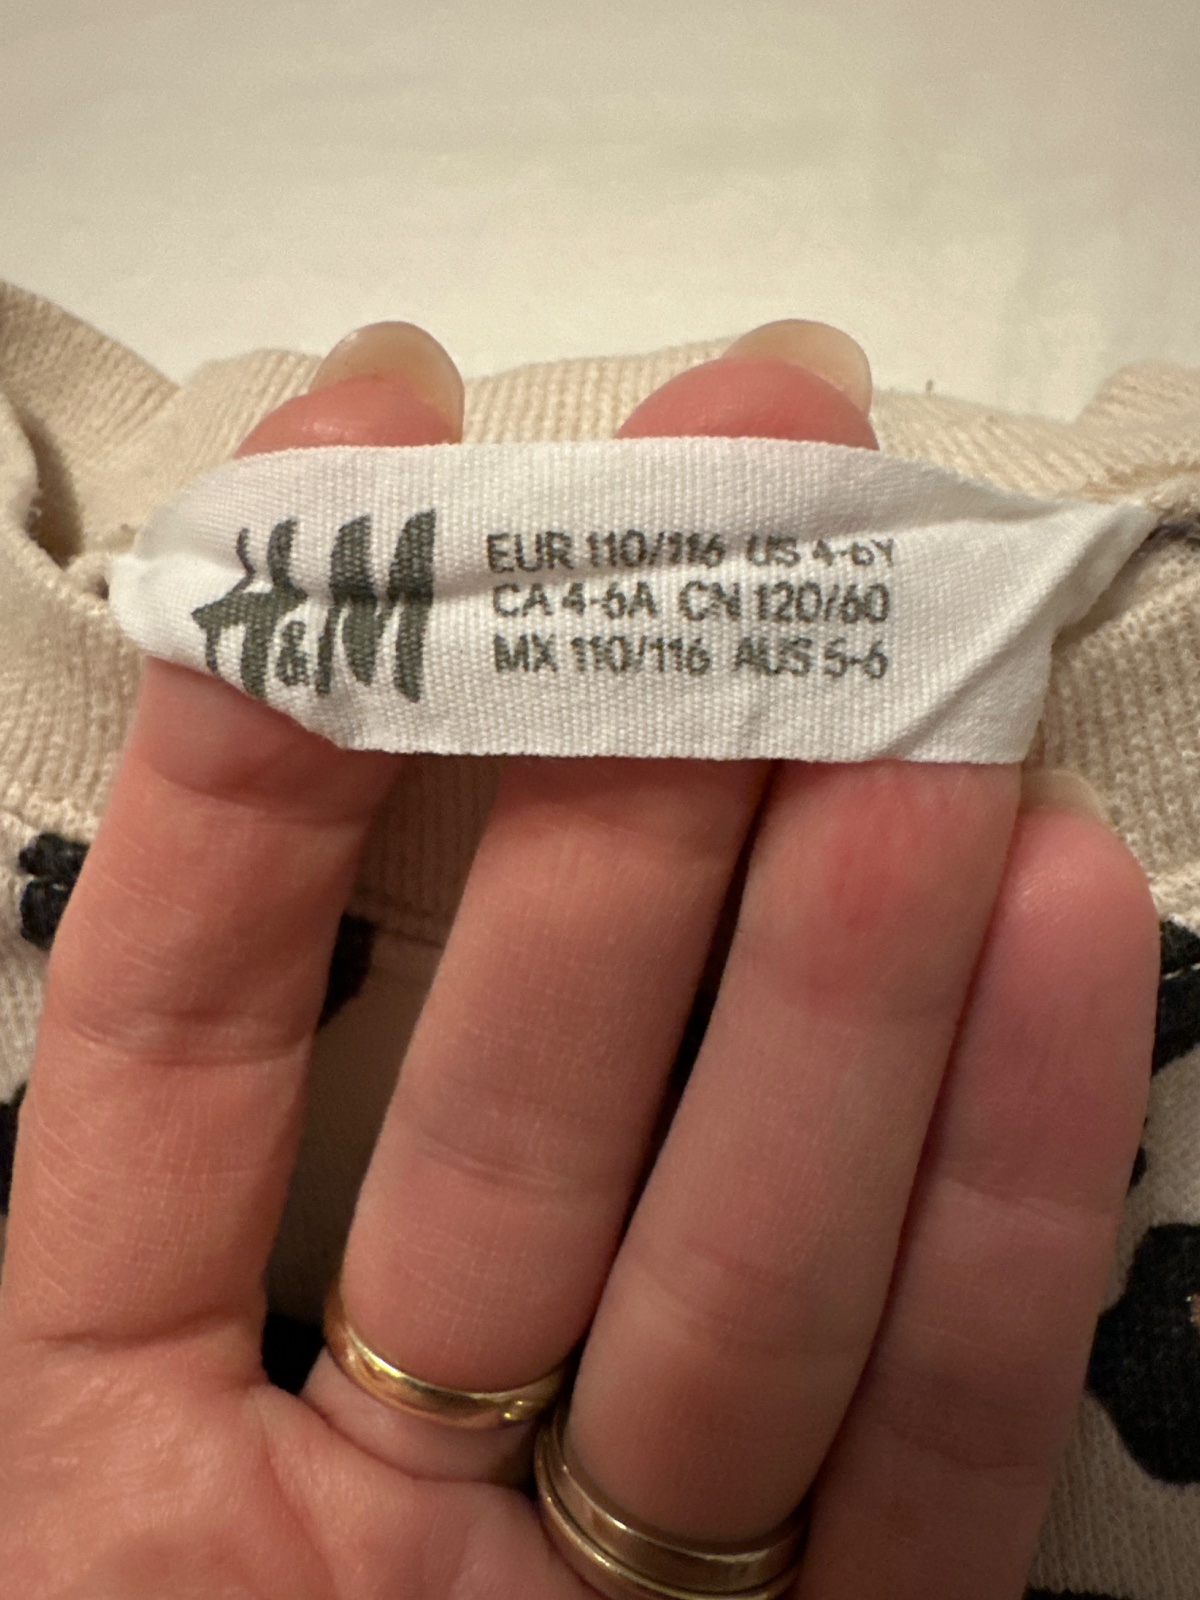 H&M
EUR 110/116 US 4-6Y
CA 4-6A CN 120/60
MX 110/116 AUS 5-6